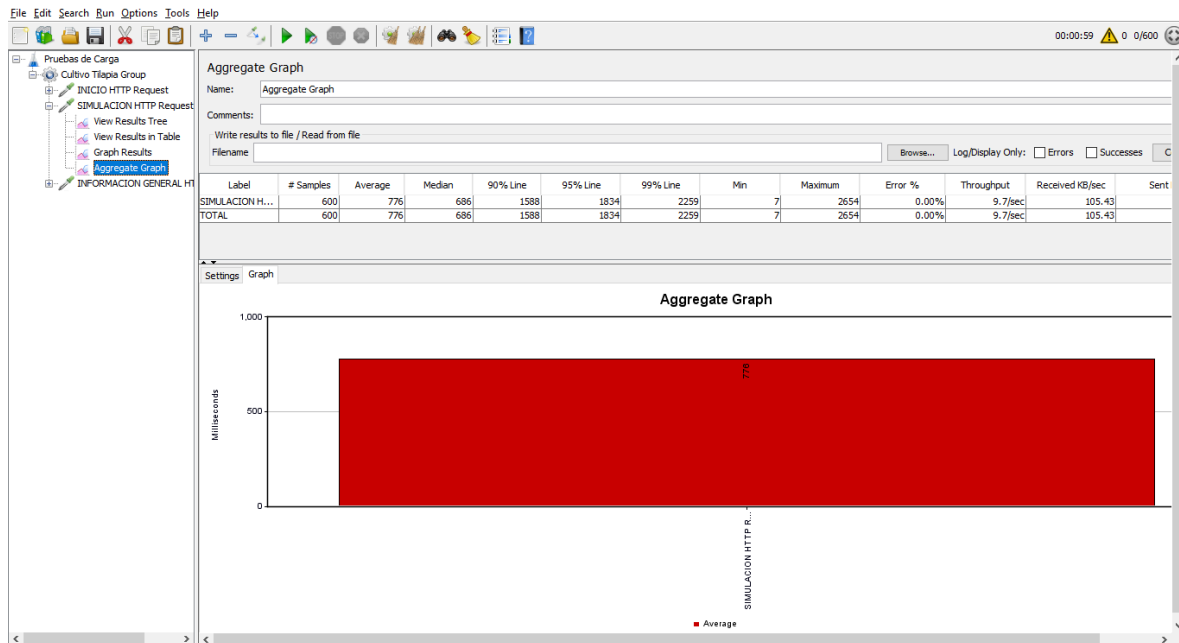 File Edit Search Run Options Tools Help
00:00:59 0 0/600
Pruebas de Carga
Cultivo Tilapia Group
INICIO HTTP Request
SIMULACION HTTP Request
View Results Tree
View Results in Table
Graph Results
Aggregate Graph
INFORMACION GENERAL HT
Aggregate Graph
Name: Aggregate Graph
Comments:
Write results to file / Read from file
Filename Browse... Log/Display Only: Errors Successes C
Label # Samples Average Median 90% Line 95% Line 99% Line Min Maximum Error % Throughput Received KB/sec Sent
SIMULACION H... 600 776 686 1588 1834 2259 7 2654 0.00% 9.7/sec 105.43
TOTAL 600 776 686 1588 1834 2259 7 2654 0.00% 9.7/sec 105.43
Settings Graph
Aggregate Graph
1,000
500
0
Milliseconds
776
SIMULACION HTTP R...
Average